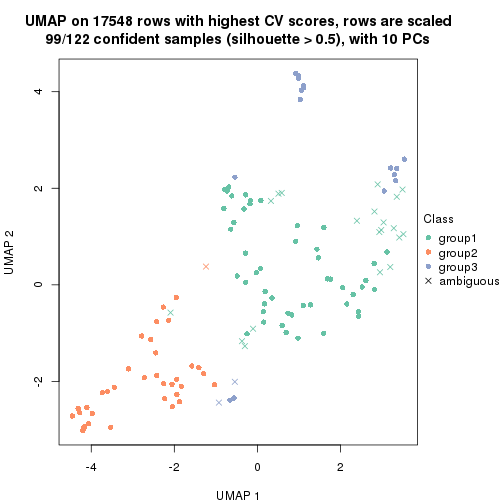 UMAP on 17548 rows with highest CV scores, rows are scaled
99/122 confident samples (silhouette > 0.5), with 10 PCs
4
2
0
-2
UMAP 2
-4
-2
0
2
UMAP 1
Class
group1
group2
group3
ambiguous